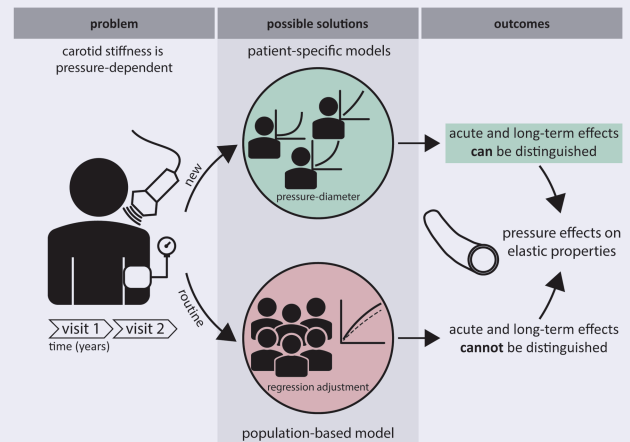 problem
possible solutions
outcomes
carotid stiffness is
pressure-dependent
patient-specific models
new
pressure-diameter
acute and long-term effects
can be distinguished
pressure effects on
elastic properties
visit 1
visit 2
time (years)
routine
regression adjustment
acute and long-term effects
cannot be distinguished
population-based model